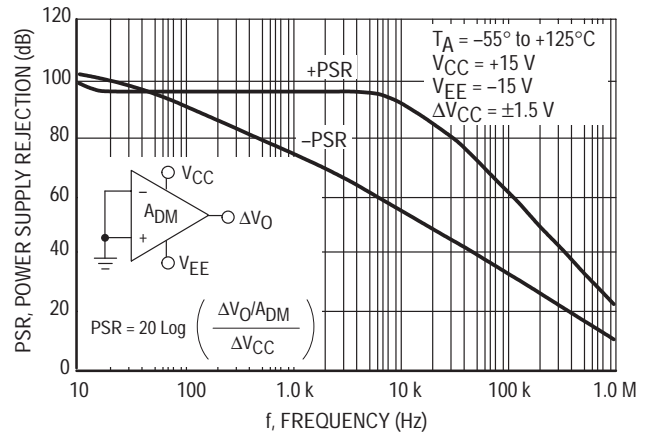 PSR, POWER SUPPLY REJECTION (dB)
120
100
80
60
40
20
0
10
100
1.0 k
10 k
100 k
1.0 M
f, FREQUENCY (Hz)
+PSR
–PSR
TA = –55° to +125°C
VCC = +15 V
VEE = –15 V
ΔVCC = ±1.5 V
VCC
–
ADM
+
ΔVO
VEE
PSR = 20 Log ( ΔVO/ADM
ΔVCC )